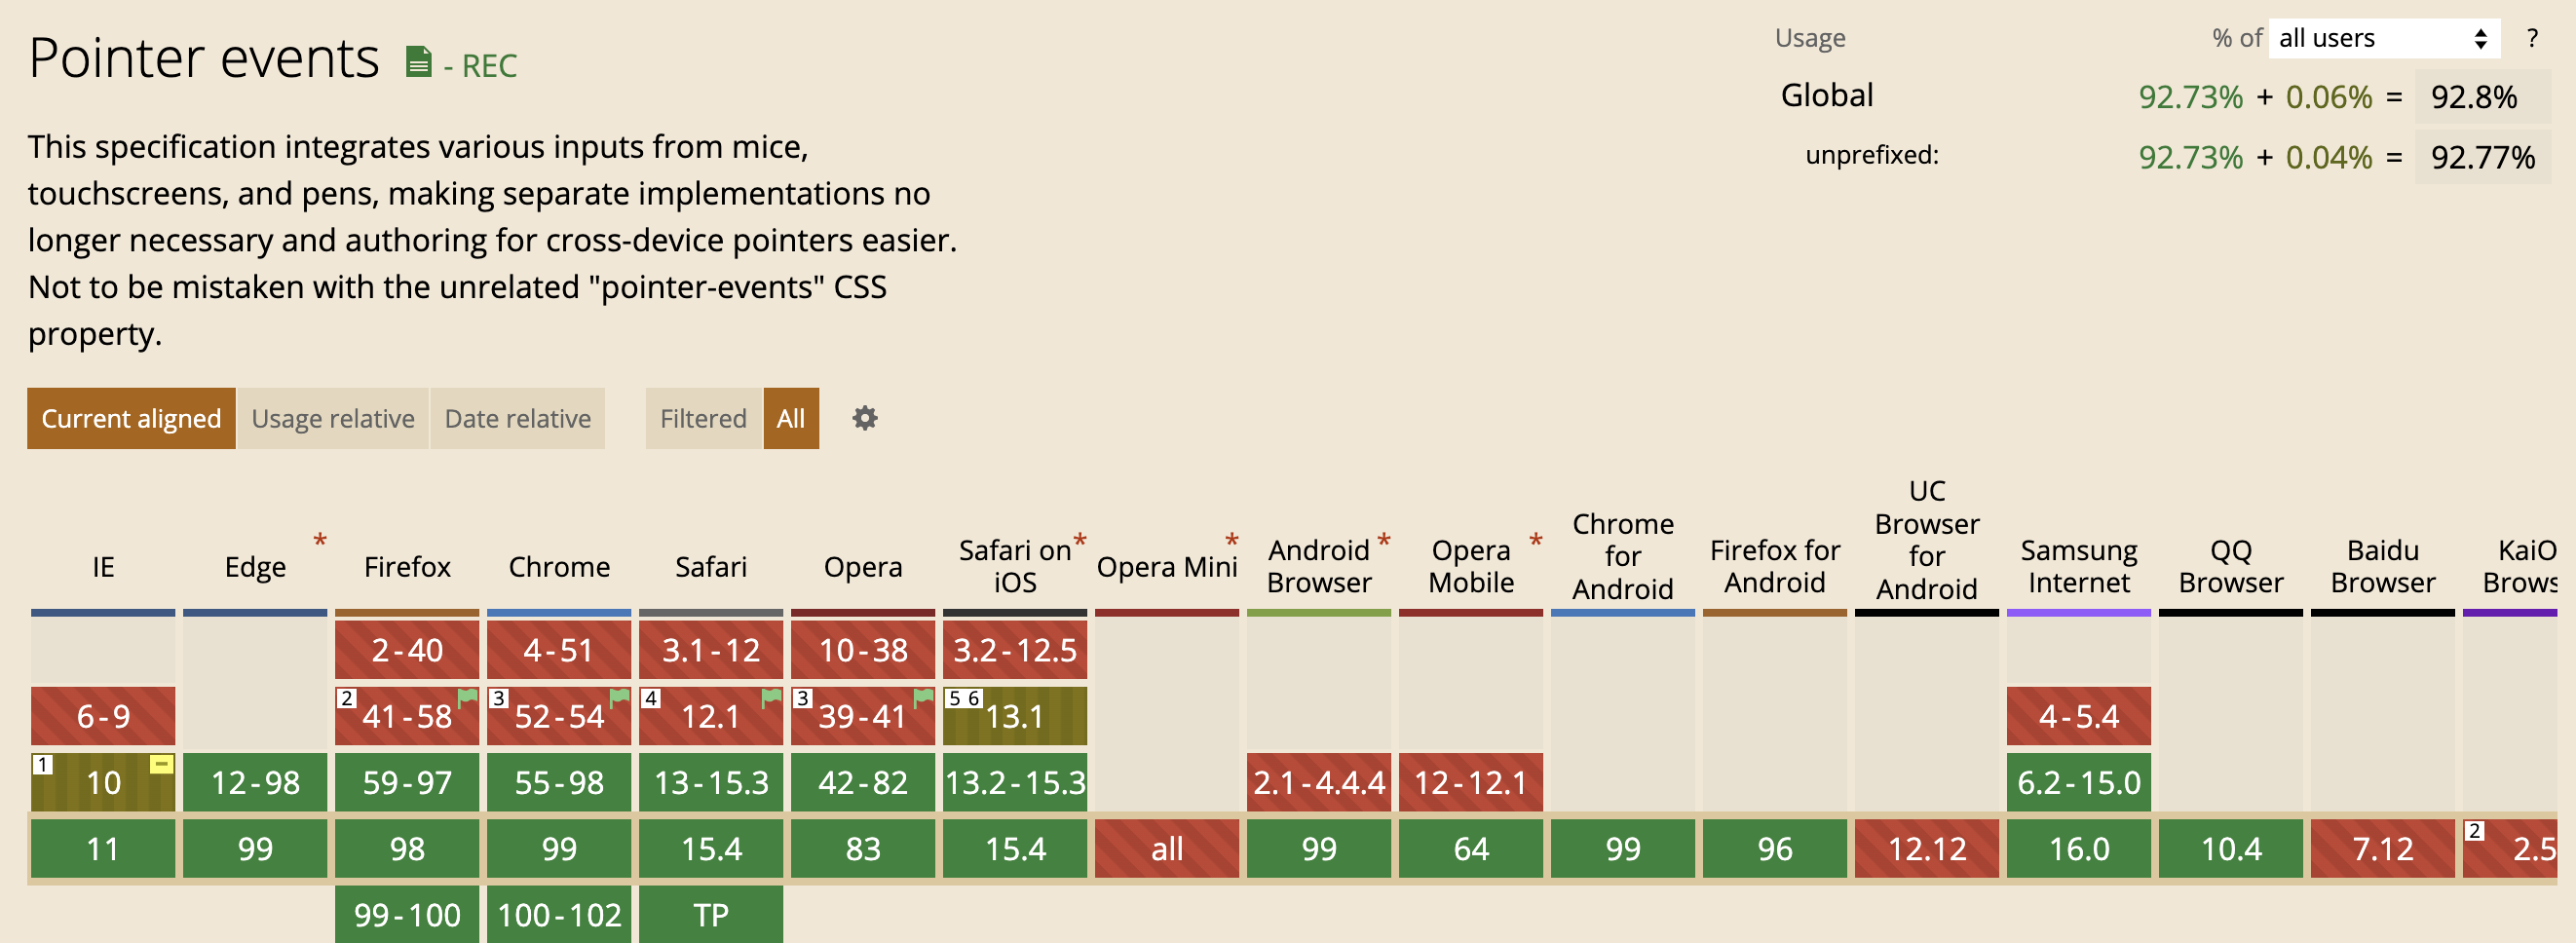 Pointer events - REC
Usage % of all users ?
Global 92.73% + 0.06% = 92.8%
unprefixed: 92.73% + 0.04% = 92.77%
This specification integrates various inputs from mice,
touchscreens, and pens, making separate implementations no
longer necessary and authoring for cross-device pointers easier.
Not to be mistaken with the unrelated "pointer-events" CSS
property.
Current aligned Usage relative Date relative Filtered All
IE
Edge *
Firefox
Chrome
Safari
Opera
Safari on *
iOS
Opera Mini *
Android *
Browser
Opera *
Mobile
Chrome
for
Android
Firefox for
Android
UC
Browser
for
Android
Samsung
Internet
QQ
Browser
Baidu
Browser
KaiO
Brows
2-40 4-51 3.1-12 10-38 3.2-12.5
6-9 2 41-58 3 52-54 4 12.1 3 39-41 5 6 13.1 4-5.4
1 10 12-98 59-97 55-98 13-15.3 42-82 13.2-15.3 2.1-4.4.4 12-12.1 6.2-15.0
11 99 98 99 15.4 83 15.4 all 99 64 99 96 12.12 16.0 10.4 7.12 2 2.5
99-100 100-102 TP